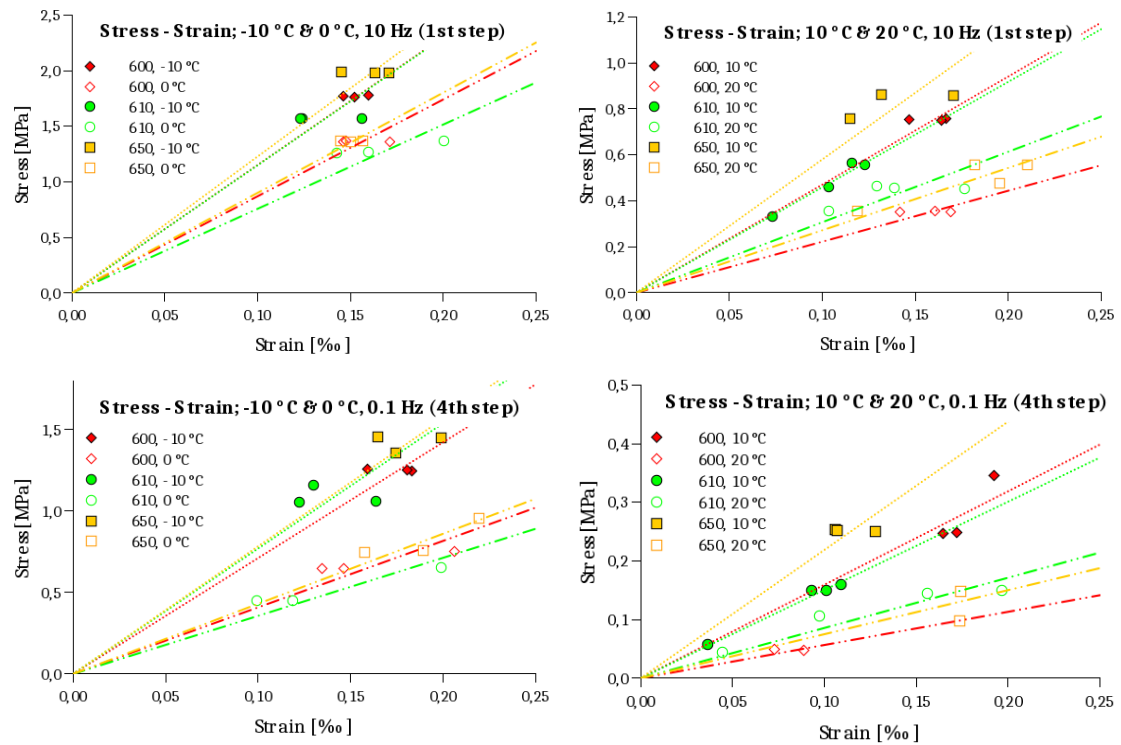 Stress - Strain; -10 °C & 0 °C, 10 Hz (1st step)
2,5
2,0
1,5
1,0
0,5
0,0
Stress [MPa]
600, -10 °C
600, 0 °C
610, -10 °C
610, 0 °C
650, -10 °C
650, 0 °C
0,00
0,05
0,10
0,15
0,20
0,25
Strain [‰]
Stress - Strain; 10 °C & 20 °C, 10 Hz (1st step)
1,2
1,0
0,8
0,6
0,4
0,2
0,0
Stress [MPa]
600, 10 °C
600, 20 °C
610, 10 °C
610, 20 °C
650, 10 °C
650, 20 °C
0,00
0,05
0,10
0,15
0,20
0,25
Strain [‰]
Stress - Strain; -10 °C & 0 °C, 0.1 Hz (4th step)
1,5
1,0
0,5
0,0
Stress [MPa]
600, -10 °C
600, 0 °C
610, -10 °C
610, 0 °C
650, -10 °C
650, 0 °C
0,00
0,05
0,10
0,15
0,20
0,25
Strain [‰]
Stress - Strain; 10 °C & 20 °C, 0.1 Hz (4th step)
0,5
0,4
0,3
0,2
0,1
0,0
Stress [MPa]
600, 10 °C
600, 20 °C
610, 10 °C
610, 20 °C
650, 10 °C
650, 20 °C
0,00
0,05
0,10
0,15
0,20
0,25
Strain [‰]